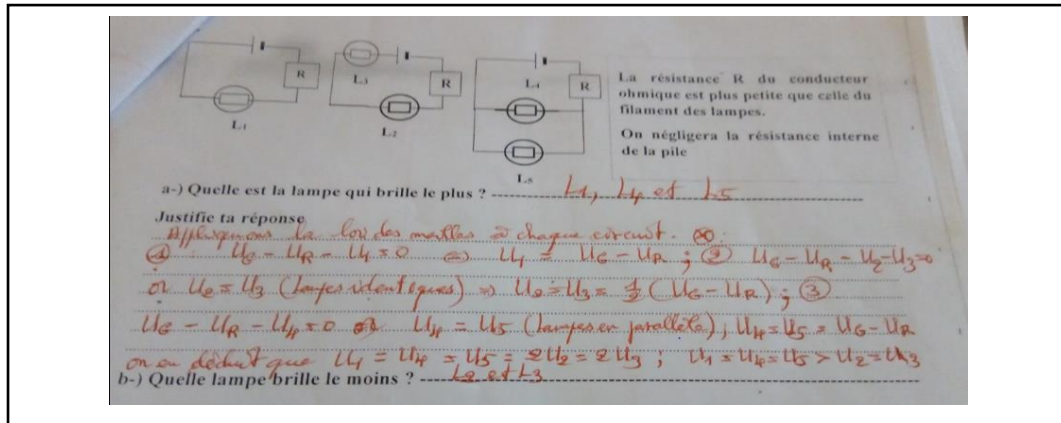 R
L3
R
L4
R
L1
L2
L5
La résistance R du conducteur
ohmique est plus petite que celle du
filament des lampes.
On négligera la résistance interne
de la pile
a-) Quelle est la lampe qui brille le plus ? L1, L4 et L5
Justifie ta réponse
Appliquons la loi des mailles à chaque circuit.
① UG - UR - U1 = 0 => U1 = UG - UR ; ② UG - UR - U2 - U3 = 0
or U2 = U3 (lampes identiques) => U2 = U3 = 1/2 (UG - UR) ; ③
UG - UR - U4 = 0 or U4 = U5 (lampes en parallèle), U4 = U5 = UG - UR
on en déduit que U1 = U4 = U5 = 2U2 = 2U3 ; U1 = U4 = U5 > U2 = U3
b-) Quelle lampe brille le moins ? L2 et L3